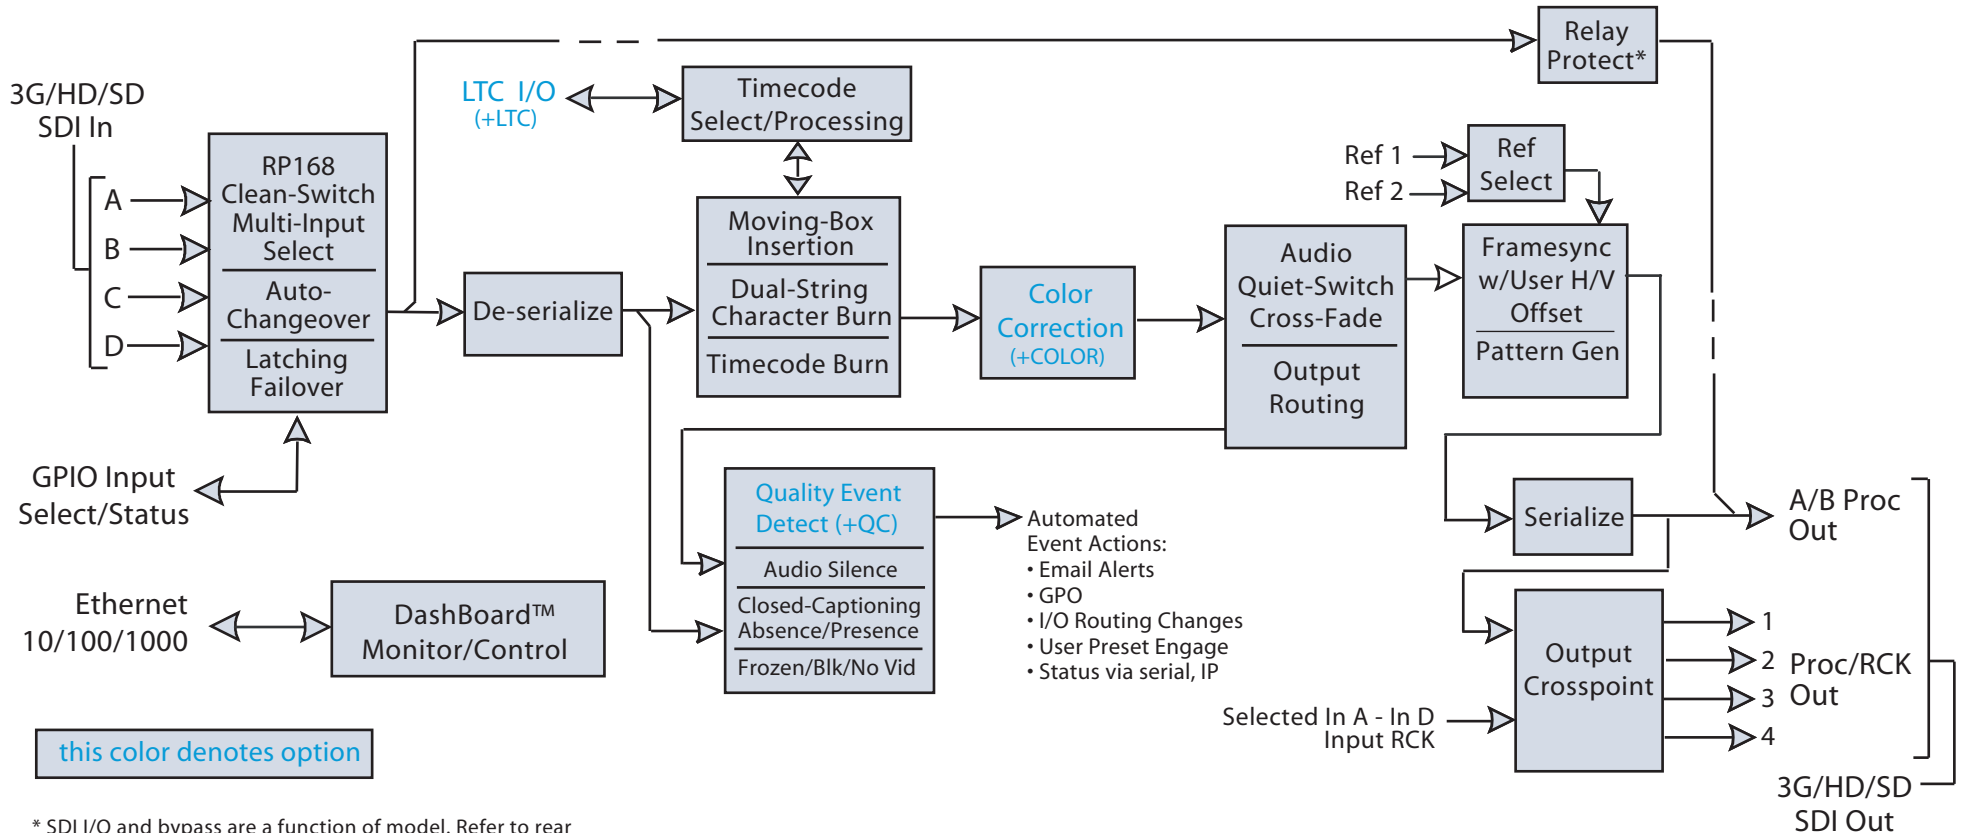 Relay
Protect*
3G/HD/SD
SDI In
LTC I/O
(+LTC)
Timecode
Select/Processing
A
B
C
D
RP168
Clean-Switch
Multi-Input
Select
Auto-
Changeover
Latching
Failover
De-serialize
Moving-Box
Insertion
Dual-String
Character Burn
Timecode Burn
Color
Correction
(+COLOR)
Audio
Quiet-Switch
Cross-Fade
Output
Routing
Ref 1
Ref 2
Ref
Select
Framesync
w/User H/V
Offset
Pattern Gen
GPIO Input
Select/Status
Quality Event
Detect (+QC)
Audio Silence
Closed-Captioning
Absence/Presence
Frozen/Blk/No Vid
Automated
Event Actions:
• Email Alerts
• GPO
• I/O Routing Changes
• User Preset Engage
• Status via serial, IP
Serialize
A/B Proc
Out
Ethernet
10/100/1000
DashBoard™
Monitor/Control
Output
Crosspoint
1
2
3
4
Proc/RCK
Out
Selected In A - In D
Input RCK
3G/HD/SD
SDI Out
this color denotes option
* SDI I/O and bypass are a function of model. Refer to rear